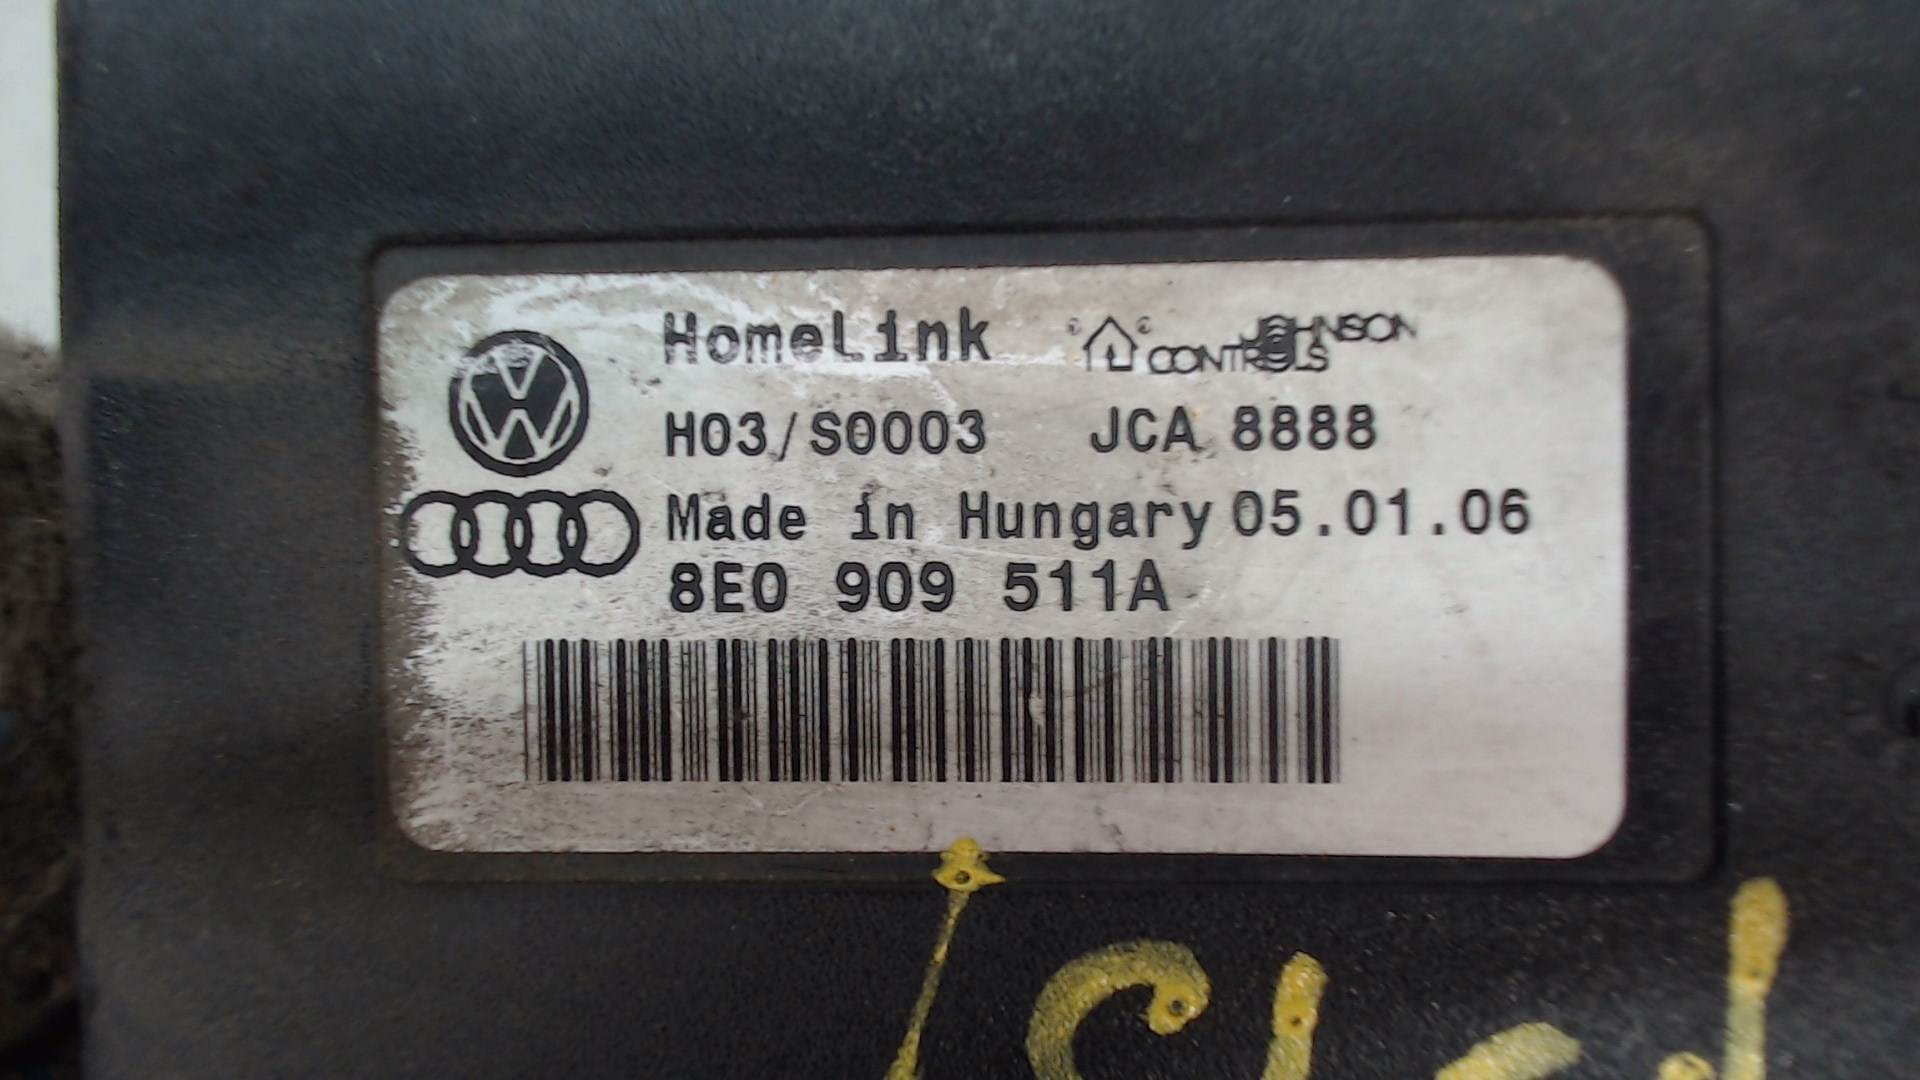 HomeLink JOHNSON CONTROLS
H03/S0003 JCA 8888
Made in Hungary 05.01.06
8E0 909 511A